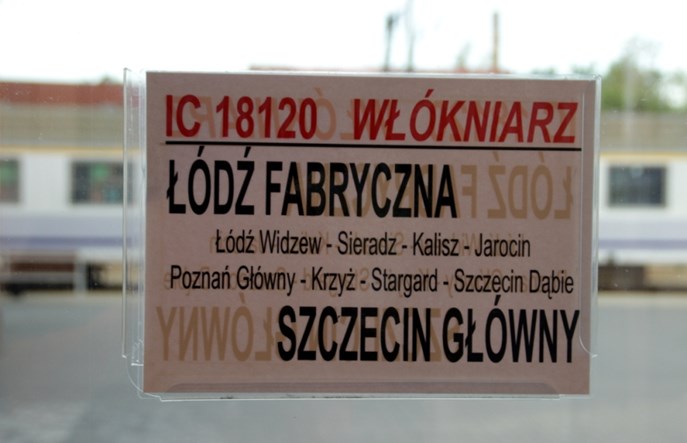 IC 18120 WŁÓKNIARZ
ŁÓDŹ FABRYCZNA
Łódź Widzew - Sieradz - Kalisz - Jarocin
Poznań Główny - Krzyż - Stargard - Szczecin Dąbie
SZCZECIN GŁÓWNY